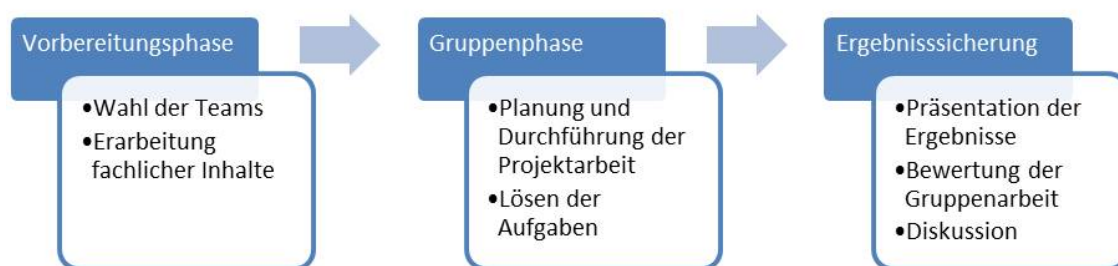 Vorbereitungsphase
•Wahl der Teams
•Erarbeitung
fachlicher Inhalte
Gruppenphase
•Planung und
Durchführung der
Projektarbeit
•Lösen der
Aufgaben
Ergebnisssicherung
•Präsentation der
Ergebnisse
•Bewertung der
Gruppenarbeit
•Diskussion